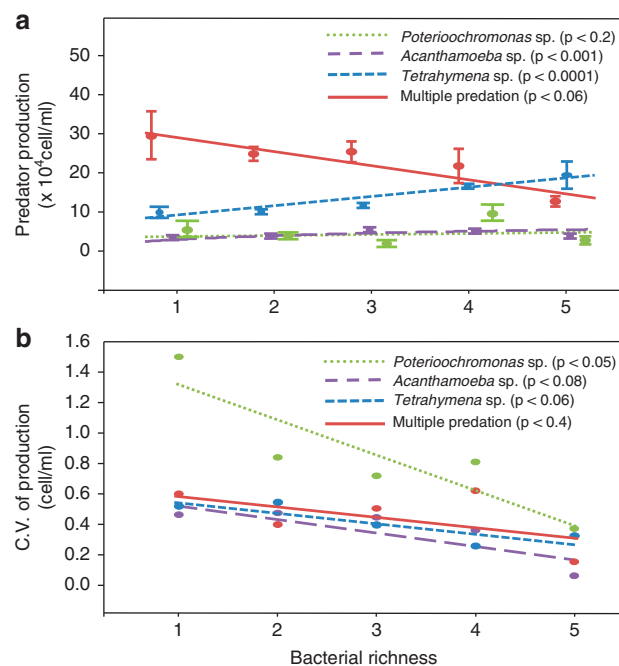 a
Poterioochromonas sp. (p < 0.2)
Acanthamoeba sp. (p < 0.001)
Tetrahymena sp. (p < 0.0001)
Multiple predation (p < 0.06)
Predator production
(x 10⁴cell/ml)
50
40
30
20
10
0
1 2 3 4 5
b
Poterioochromonas sp. (p < 0.05)
Acanthamoeba sp. (p < 0.08)
Tetrahymena sp. (p < 0.06)
Multiple predation (p < 0.4)
C.V. of production
(cell/ml)
1.6
1.4
1.2
1.0
0.8
0.6
0.4
0.2
0.0
1 2 3 4 5
Bacterial richness